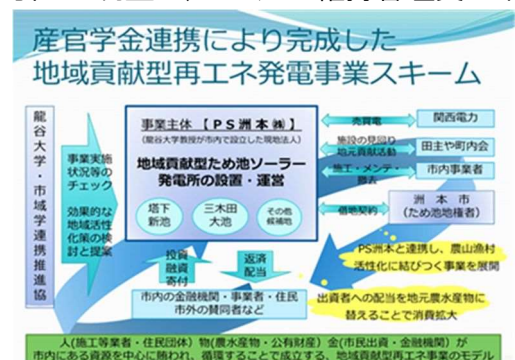 産官学金連携により完成した
地域貢献型再エネ発電事業スキーム
龍谷大学・市域学連携推進協
事業実施
状況等の
チェック
効果的な
地域活性
化策の検
討と提案
事業主体 【PS洲本㈱】
(龍谷大学教授が市内で設立した現地法人)
地域貢献型ため池ソーラー
発電所の設置・運営
塔下
新池
三木田
大池
その他
候補地
売買電
関西電力
施設の見回り
地元貢献活動
田主や町内会
施工・メンテ・
撤去
市内事業者
借地契約
洲本市
(ため池地権者)
投資
融資
寄付
返済
配当
市内の金融機関・事業者・住民
市外の賛同者など
PS洲本と連携し、農山漁村
活性化に結びつく事業を展開
出資者への配当を地元農水産物に
替えることで消費拡大
人(施工等業者・住民団体)物(農水産物・公有財産)金(市民出資・金融機関)が
市内にある資源を中心に賄われ、循環することで成立する、地域貢献型再エネ事業のモデル